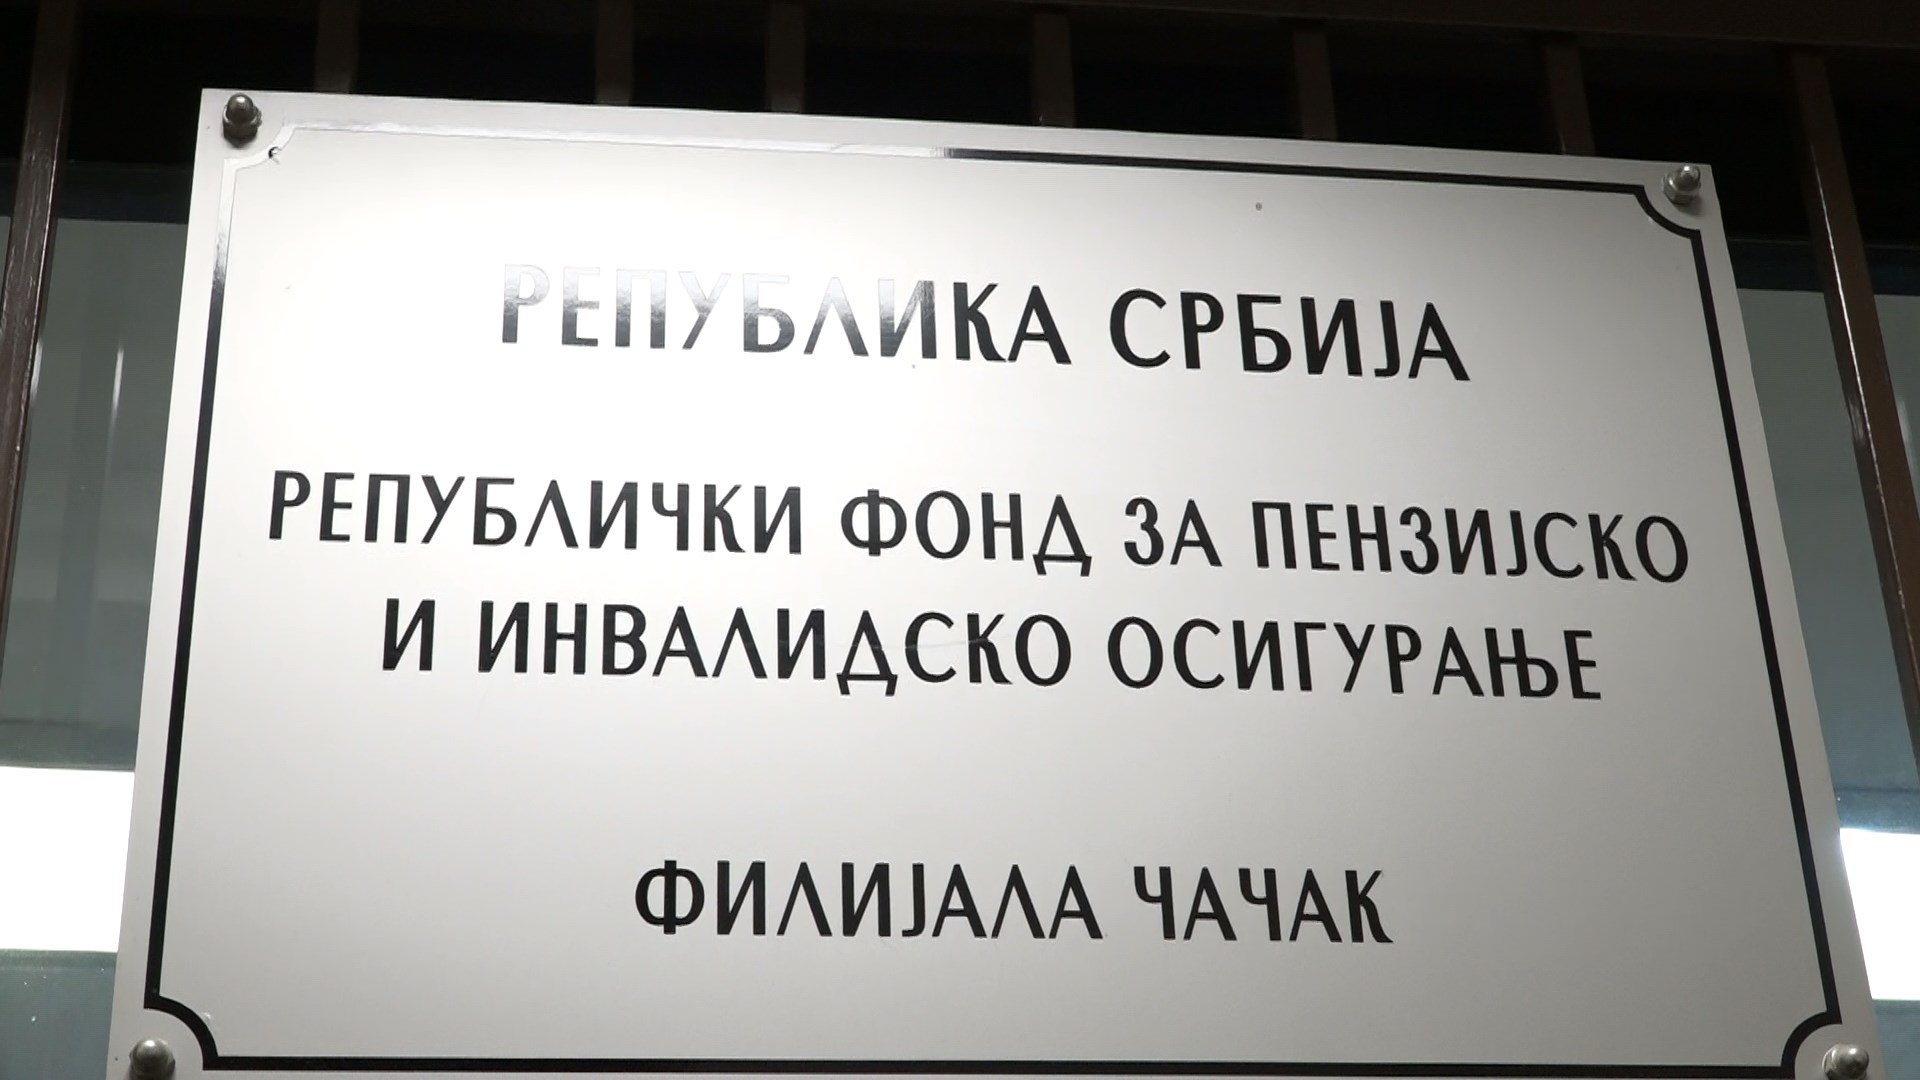 РЕПУБЛИКА СРБИЈА
РЕПУБЛИЧКИ ФОНД ЗА ПЕНЗИЈСКО
И ИНВАЛИДСКО ОСИГУРАЊЕ
ФИЛИЈАЛА ЧАЧАК